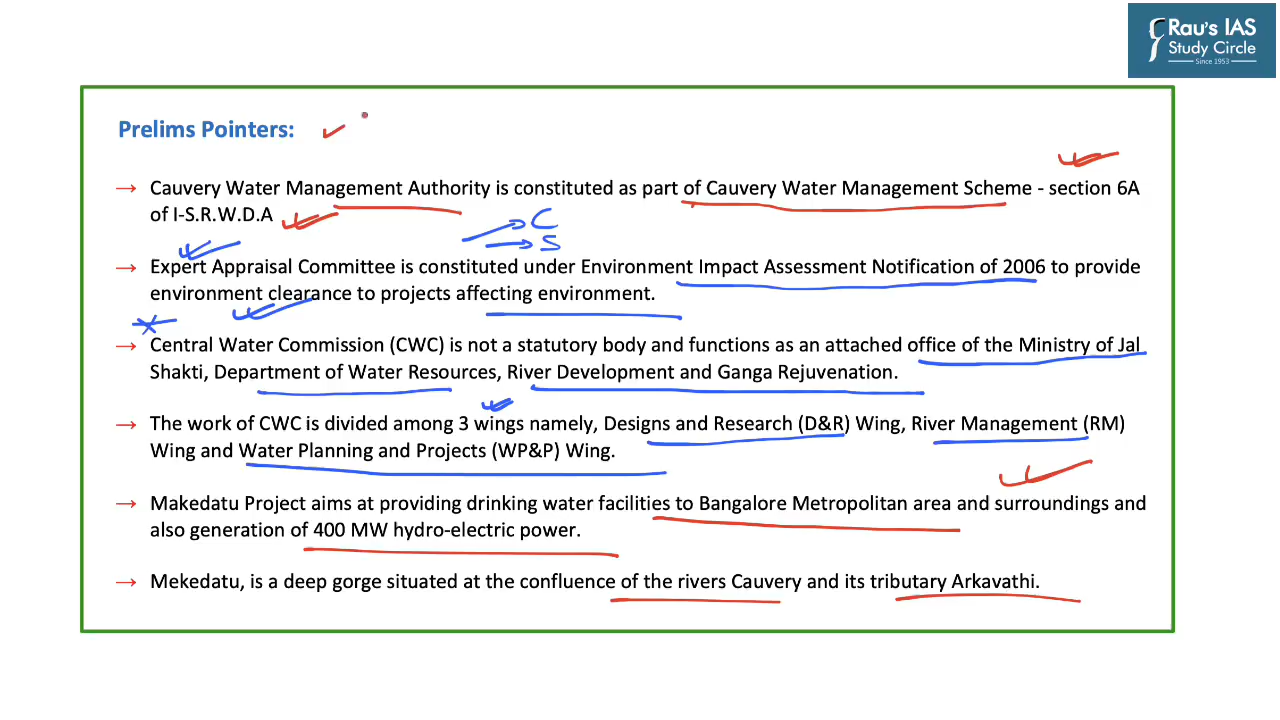 Rau's IAS
Study Circle
Since 1953
Prelims Pointers:
→ Cauvery Water Management Authority is constituted as part of Cauvery Water Management Scheme - section 6A
of I-S.R.W.D.A
C
S
→ Expert Appraisal Committee is constituted under Environment Impact Assessment Notification of 2006 to provide
environment clearance to projects affecting environment.
→ Central Water Commission (CWC) is not a statutory body and functions as an attached office of the Ministry of Jal
Shakti, Department of Water Resources, River Development and Ganga Rejuvenation.
→ The work of CWC is divided among 3 wings namely, Designs and Research (D&R) Wing, River Management (RM)
Wing and Water Planning and Projects (WP&P) Wing.
→ Makedatu Project aims at providing drinking water facilities to Bangalore Metropolitan area and surroundings and
also generation of 400 MW hydro-electric power.
→ Mekedatu, is a deep gorge situated at the confluence of the rivers Cauvery and its tributary Arkavathi.